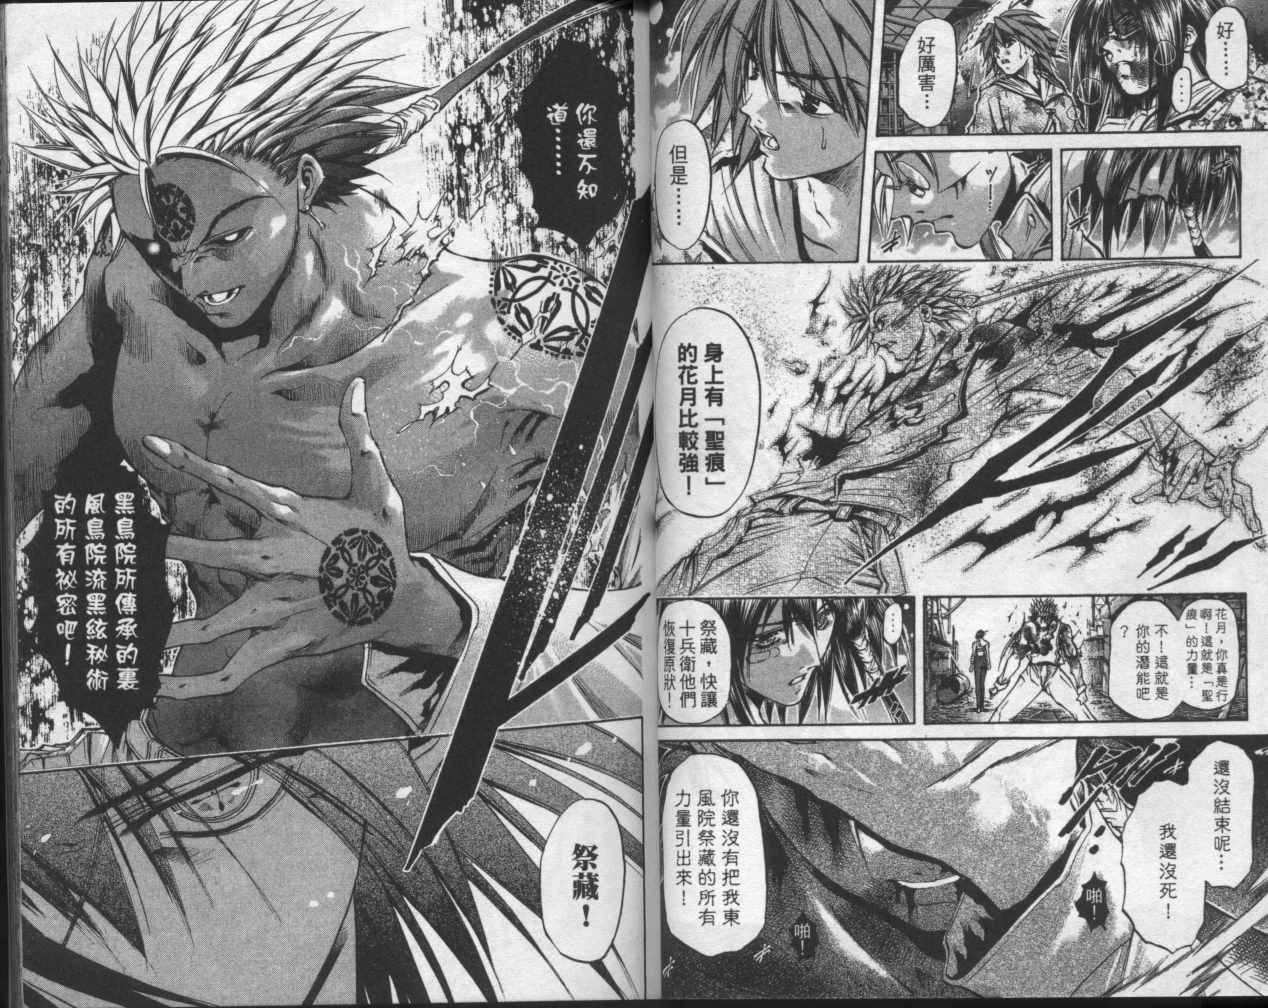 好……
……
好厲害…
但是……
ツ…！
身上有「聖痕」
的花月比較強！
花月，你真是行
啊！這就是「聖
痕」的力量…
不！這就是
你的潛能吧
？
……
祭藏，快讓
十兵衛他們
恢復原狀！
還沒結束呢…
我還沒死！
啪！
啪！
你還沒有把我東
風院祭藏的所有
力量引出來！
你還不知
道……
黑鳥院所傳承的裏
風鳥院流黑絃秘術
的所有祕密吧！
祭藏！